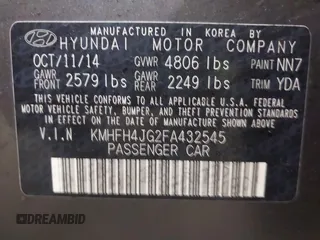 MANUFACTURED IN KOREA BY
HYUNDAI MOTOR COMPANY
OCT/11/14 GVWR 4806 lbs PAINT NN7
GAWR FRONT 2579 lbs GAWR REAR 2249 lbs TRIM YDA
THIS VEHICLE CONFORMS TO ALL APPLICABLE U.S. FEDERAL MOTOR
VEHICLE SAFETY, BUMPER, AND THEFT PREVENTION STANDARDS IN
EFFECT ON THE DATE OF MANUFACTURE SHOWN ABOVE.
V.I.N KMHFH4JG2FA432545
PASSENGER CAR
© DREAMBID